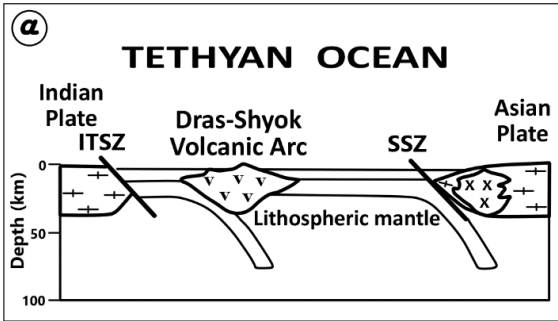 a
TETHYAN OCEAN
Indian
Plate
ITSZ
Dras-Shyok
Volcanic Arc
SSZ
Asian
Plate
0
50
100
Depth (km)
Lithospheric mantle
v v
v v
v
x x
x